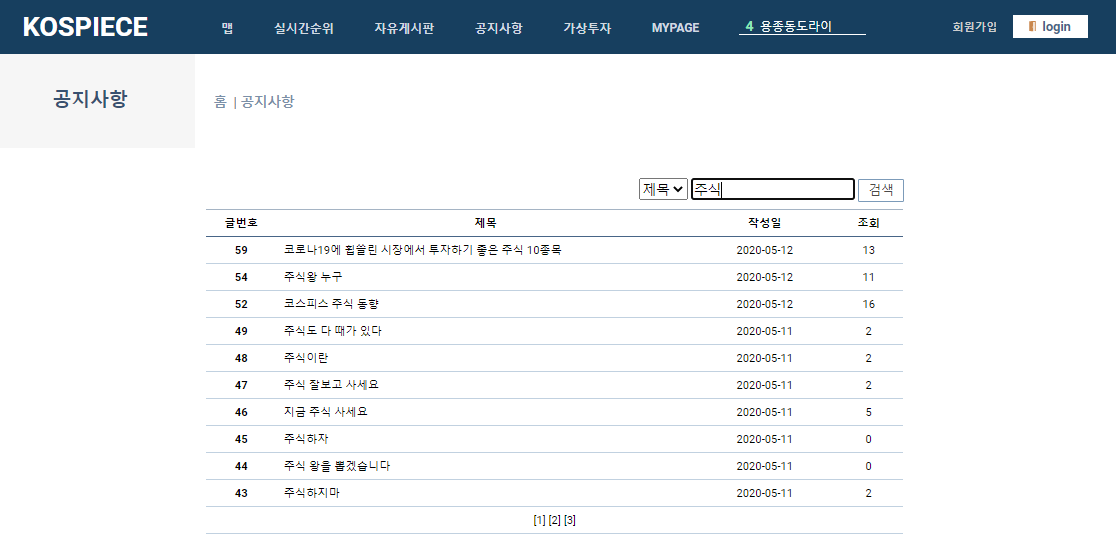 KOSPIECE 맵 실시간순위 자유게시판 공지사항 가상투자 MYPAGE 4 용종동도라이 회원가입 login
공지사항
홈 | 공지사항
제목 주식 검색
글번호 제목 작성일 조회
59 코로나19에 휩쓸린 시장에서 투자하기 좋은 주식 10종목 2020-05-12 13
54 주식왕 누구 2020-05-12 11
52 코스피스 주식 동향 2020-05-12 16
49 주식도 다 때가 있다 2020-05-11 2
48 주식이란 2020-05-11 2
47 주식 잘보고 사세요 2020-05-11 2
46 지금 주식 사세요 2020-05-11 5
45 주식하자 2020-05-11 0
44 주식 왕을 뽑겠습니다 2020-05-11 0
43 주식하지마 2020-05-11 2
[1] [2] [3]